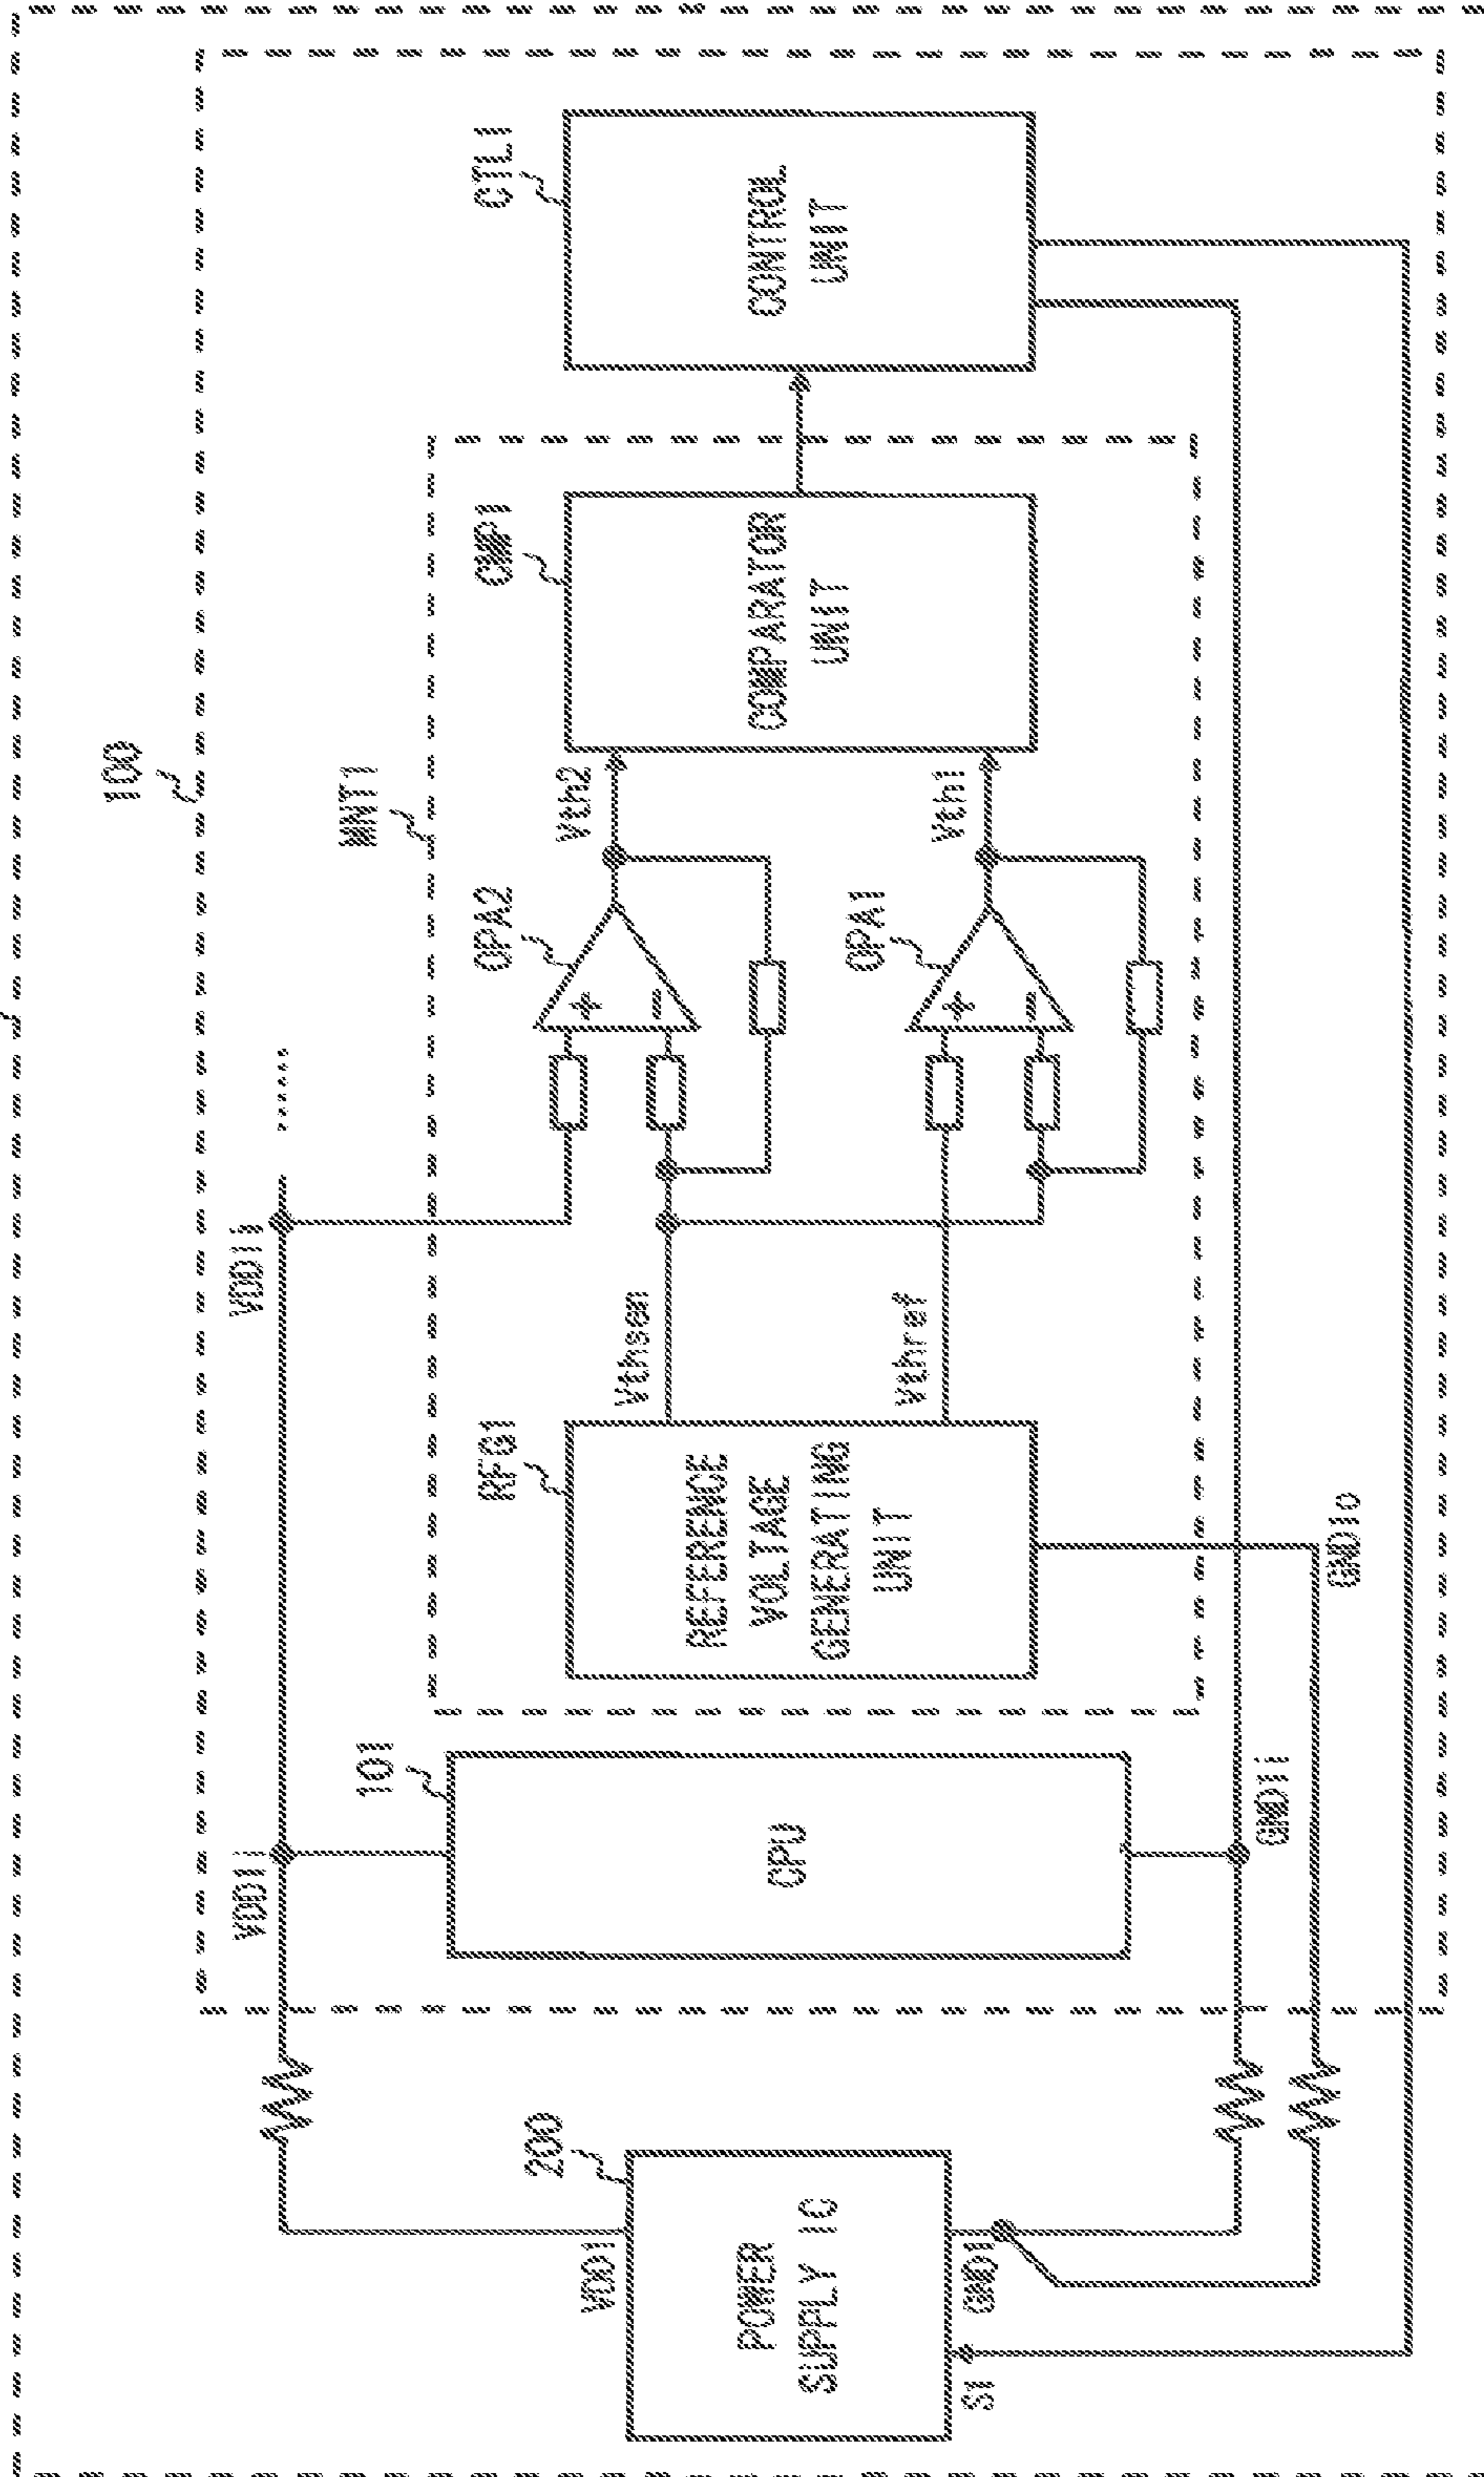 100
VDD1i
VDD1i
MNT1
101
CPU
RFG1
REFERENCE
VOLTAGE
GENERATING
UNIT
Vthsen
Vthref
OPA2
+
−
OPA1
+
−
Vth2
Vth1
CMP1
COMPARATOR
UNIT
CTL1
CONTROL
UNIT
200
VDD1
POWER
SUPPLY IC
GND1
S1
GND1i
GND1o